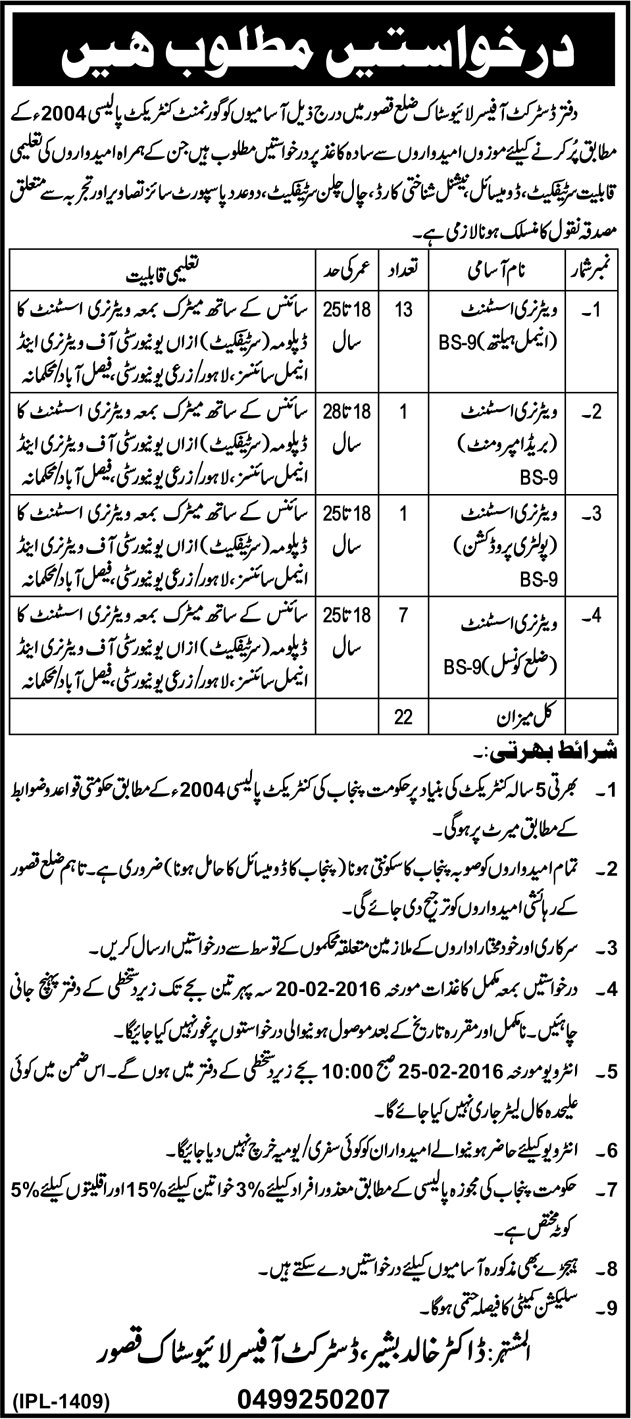 درخواستیں مطلوب ھیں
دفتر ڈسٹرکٹ آفیسر لائیوسٹاک ضلع قصور میں درج ذیل آسامیوں کو گورنمنٹ کنٹریکٹ پالیسی 2004ء کے
مطابق پُر کرنے کیلئے موزوں امیدواروں سے سادہ کاغذ پر درخواستیں مطلوب ہیں جن کے ہمراہ امیدواروں کی تعلیمی
قابلیت سرٹیفکیٹ، ڈومیسائل، نیشنل شناختی کارڈ، چال چلن سرٹیفکیٹ، دو عدد پاسپورٹ سائز تصاویر اور تجربہ سے متعلق
مصدقہ نقول کا منسلک ہونا لازمی ہے۔
نمبر شمار نام آسامی تعداد عمر کی حد تعلیمی قابلیت
1۔ ویٹرنری اسسٹنٹ 13 18 تا 25 سائنس کے ساتھ میٹرک بمعہ ویٹرنری اسسٹنٹ کا
(انیمل ہیلتھ) BS-9 سال ڈپلومہ (سرٹیفکیٹ) ازاں یونیورسٹی آف ویٹرنری اینڈ
انیمل سائنسز، لاہور/زرعی یونیورسٹی، فیصل آباد/محکمانہ
2۔ ویٹرنری اسسٹنٹ 1 18 تا 28 سائنس کے ساتھ میٹرک بمعہ ویٹرنری اسسٹنٹ کا
(بریڈ امپرومنٹ) سال ڈپلومہ (سرٹیفکیٹ) ازاں یونیورسٹی آف ویٹرنری اینڈ
BS-9 انیمل سائنسز، لاہور/زرعی یونیورسٹی، فیصل آباد/محکمانہ
3۔ ویٹرنری اسسٹنٹ 1 18 تا 25 سائنس کے ساتھ میٹرک بمعہ ویٹرنری اسسٹنٹ کا
(پولٹری پروڈکشن) سال ڈپلومہ (سرٹیفکیٹ) ازاں یونیورسٹی آف ویٹرنری اینڈ
BS-9 انیمل سائنسز، لاہور/زرعی یونیورسٹی، فیصل آباد/محکمانہ
4۔ ویٹرنری اسسٹنٹ 7 18 تا 25 سائنس کے ساتھ میٹرک بمعہ ویٹرنری اسسٹنٹ کا
(ضلع کونسل) BS-9 سال ڈپلومہ (سرٹیفکیٹ) ازاں یونیورسٹی آف ویٹرنری اینڈ
انیمل سائنسز، لاہور/زرعی یونیورسٹی، فیصل آباد/محکمانہ
کل میزان 22
شرائط بھرتی:۔
1۔ بھرتی 5 سالہ کنٹریکٹ کی بنیاد پر حکومت پنجاب کی کنٹریکٹ پالیسی 2004ء کے مطابق حکومتی قواعد و ضوابط
کے مطابق میرٹ پر ہوگی۔
2۔ تمام امیدواروں کو صوبہ پنجاب کا سکونتی ہونا (پنجاب کا ڈومیسائل کا حامل ہونا) ضروری ہے۔ تاہم ضلع قصور
کے رہائشی امیدواروں کو ترجیح دی جائے گی۔
3۔ سرکاری اور خودمختار اداروں کے ملازمین متعلقہ محکموں کے توسط سے درخواستیں ارسال کریں۔
4۔ درخواستیں بمعہ مکمل کاغذات مورخہ 20-02-2016 سہ پہر تین بجے تک زیر دستخطی کے دفتر پہنچ جانی
چاہئیں۔ نامکمل اور مقررہ تاریخ کے بعد موصول ہونیوالی درخواستوں پر غور نہیں کیا جائیگا۔
5۔ انٹرویو مورخہ 25-02-2016 صبح 10:00 بجے زیر دستخطی کے دفتر میں ہوں گے۔ اس ضمن میں کوئی
علیحدہ کال لیٹر جاری نہیں کیا جائے گا۔
6۔ انٹرویو کیلئے حاضر ہونیوالے امیدواران کو کوئی سفری/یومیہ خرچ نہیں دیا جائیگا۔
7۔ حکومت پنجاب کی مجوزہ پالیسی کے مطابق معذور افراد کیلئے 3% خواتین کیلئے 15% اور اقلیتوں کیلئے 5%
کوٹہ مختص ہے۔
8۔ ہیجڑے بھی مذکورہ آسامیوں کیلئے درخواستیں دے سکتے ہیں۔
9۔ سلیکشن کمیٹی کا فیصلہ حتمی ہوگا۔
المشتہر: ڈاکٹر خالد بشیر، ڈسٹرکٹ آفیسر لائیوسٹاک قصور
0499250207
(IPL-1409)